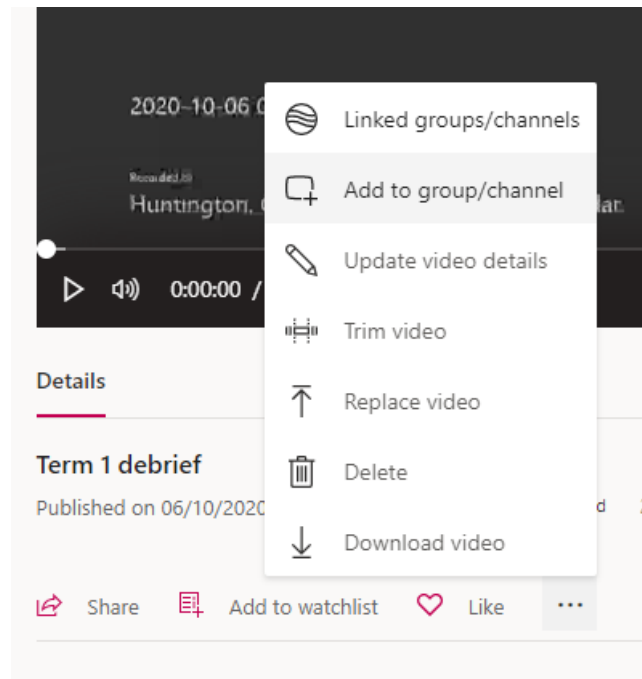 2020-10-06
Linked groups/channels
Recorded by
Huntington,
Add to group/channel
Update video details
0:00:00 /
Trim video
Details
Replace video
Term 1 debrief
Delete
Published on 06/10/2020
Download video
Share Add to watchlist Like